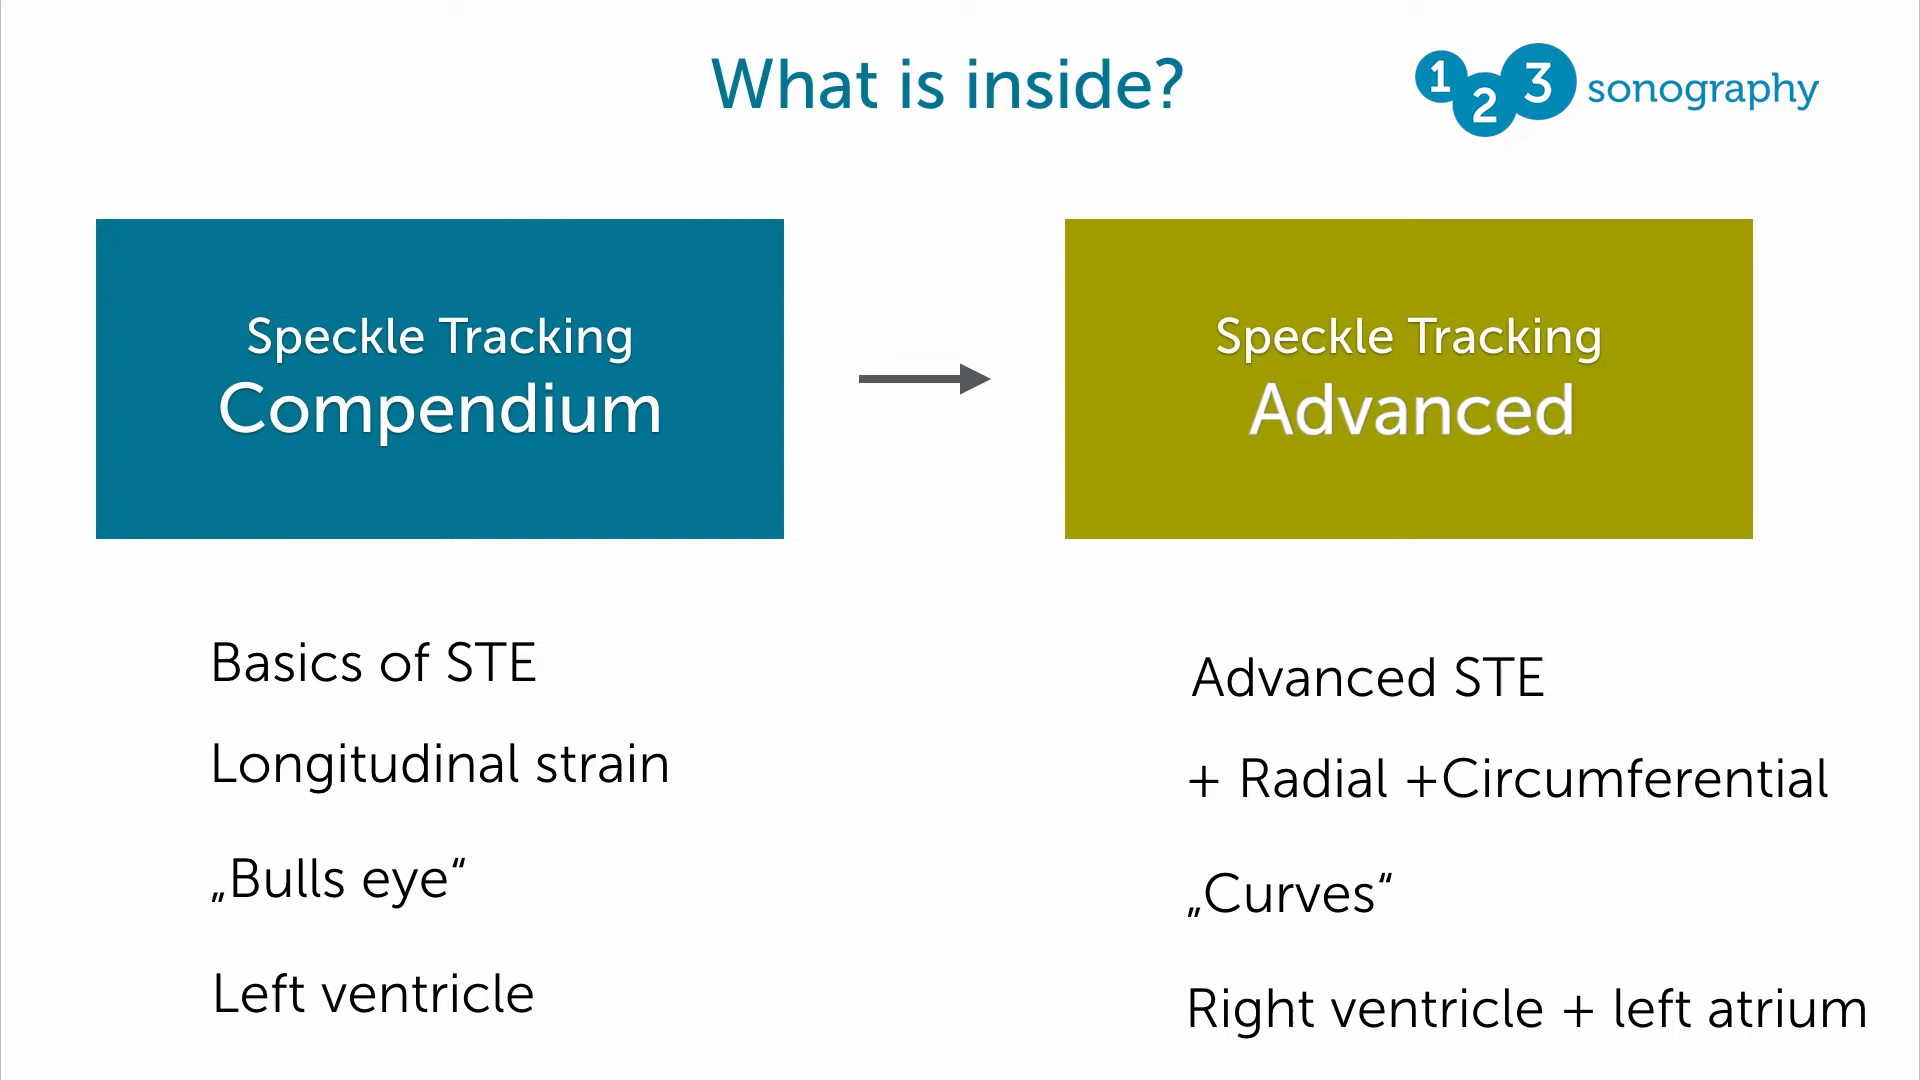 What is inside?
1 2 3 sonography
Speckle Tracking
Compendium
Speckle Tracking
Advanced
Basics of STE
Longitudinal strain
„Bulls eye“
Left ventricle
Advanced STE
+ Radial +Circumferential
„Curves“
Right ventricle + left atrium